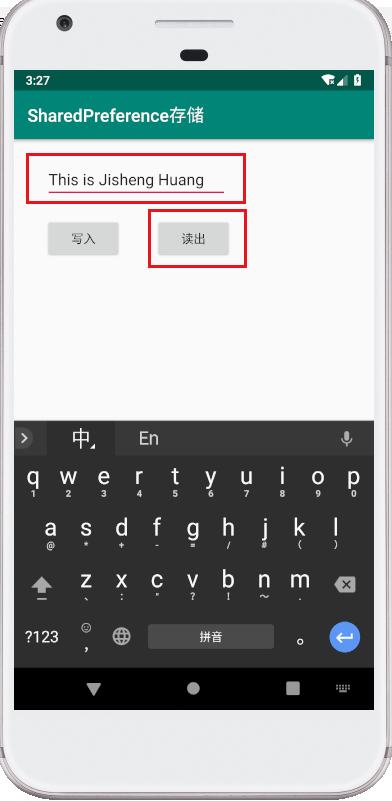 3:27
SharedPreference存储
This is Jisheng Huang
写入 读出
中 En
q w e r t y u i o p
1 2 3 4 5 6 7 8 9 0
a s d f g h j k l
@ * + - = / # ( )
z x c v b n m
、 : " ? ! ～ .
?123 , 拼音 。